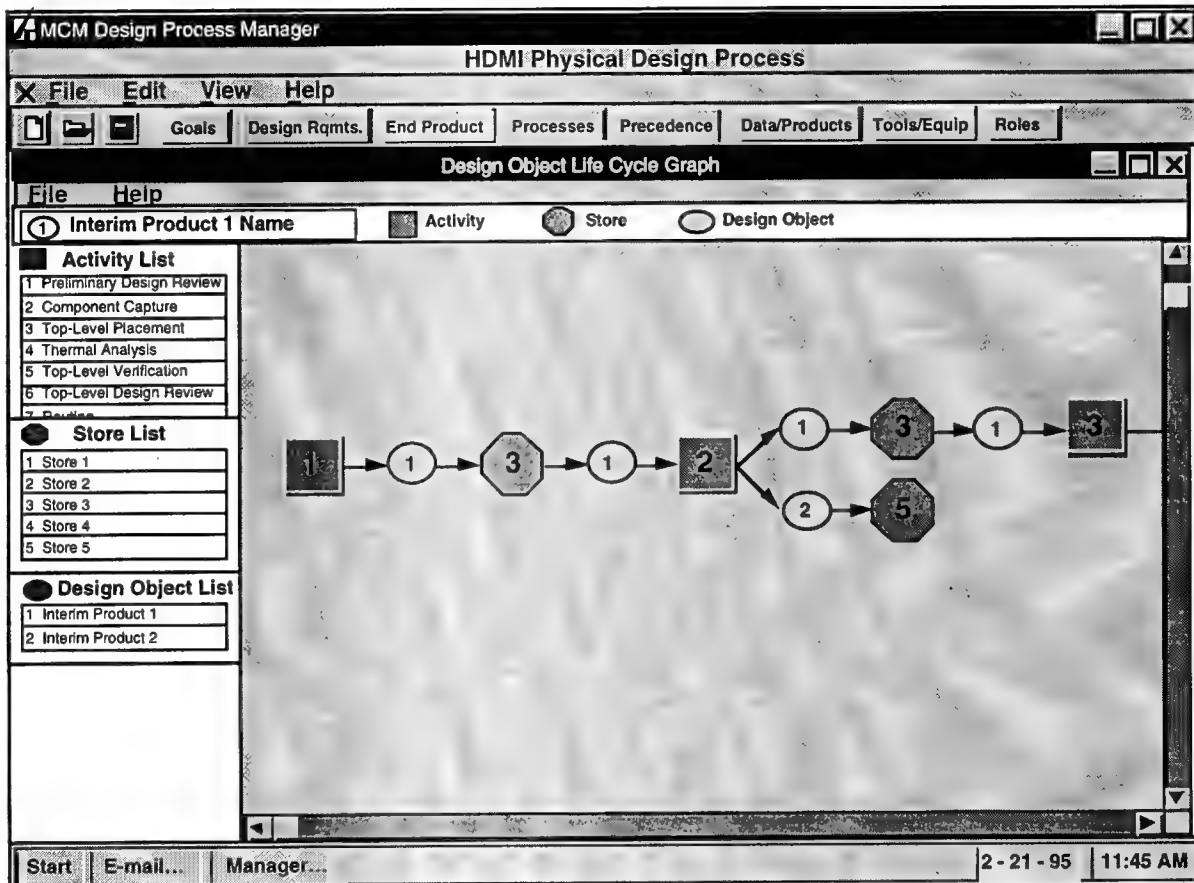 MCM Design Process Manager
HDMI Physical Design Process
File Edit View Help
Goals Design Rqmts. End Product Processes Precedence Data/Products Tools/Equip Roles
Design Object Life Cycle Graph
File Help
1 Interim Product 1 Name Activity Store Design Object
Activity List
1 Preliminary Design Review
2 Component Capture
3 Top-Level Placement
4 Thermal Analysis
5 Top-Level Verification
6 Top-Level Design Review
7 Routing
Store List
1 Store 1
2 Store 2
3 Store 3
4 Store 4
5 Store 5
Design Object List
1 Interim Product 1
2 Interim Product 2
1 3 1 3
1 1 3 1 2
2 5
Start E-mail... Manager... 2 - 21 - 95 11:45 AM